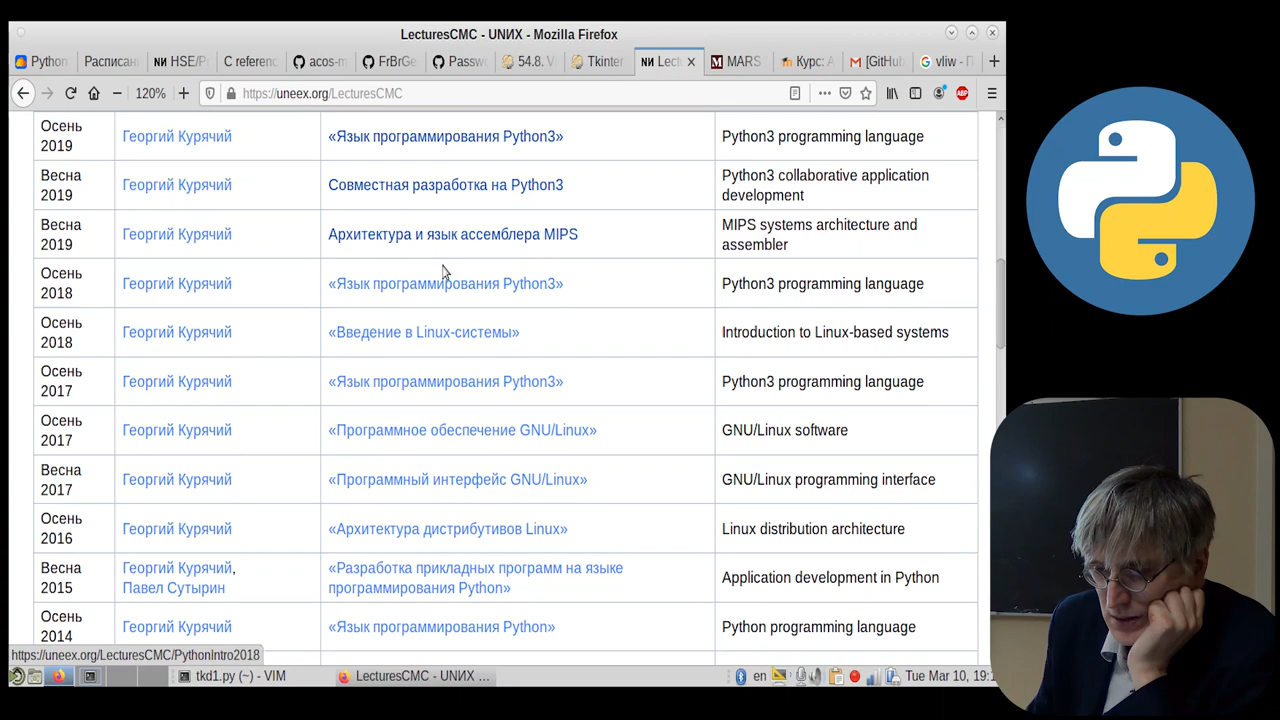 LecturesCMC - UNИX - Mozilla Firefox
Python
Расписани
NИ HSE/P
C referenc
acos-m
FrBrGe
Passwo
54.8. V
Tkinter
NИ Lect
MARS
Курс: А
[GitHub
vliw
120%
https://uneex.org/LecturesCMC
ABP
Осень 2019
Георгий Курячий
«Язык программирования Python3»
Python3 programming language
Весна 2019
Георгий Курячий
Совместная разработка на Python3
Python3 collaborative application
development
Весна 2019
Георгий Курячий
Архитектура и язык ассемблера MIPS
MIPS systems architecture and
assembler
Осень 2018
Георгий Курячий
«Язык программирования Python3»
Python3 programming language
Осень 2018
Георгий Курячий
«Введение в Linux-системы»
Introduction to Linux-based systems
Осень 2017
Георгий Курячий
«Язык программирования Python3»
Python3 programming language
Осень 2017
Георгий Курячий
«Программное обеспечение GNU/Linux»
GNU/Linux software
Весна 2017
Георгий Курячий
«Программный интерфейс GNU/Linux»
GNU/Linux programming interface
Осень 2016
Георгий Курячий
«Архитектура дистрибутивов Linux»
Linux distribution architecture
Весна 2015
Георгий Курячий,
Павел Сутырин
«Разработка прикладных программ на языке
программирования Python»
Application development in Python
Осень 2014
Георгий Курячий
«Язык программирования Python»
Python programming language
https://uneex.org/LecturesCMC/PythonIntro2018
tkd1.py (~) - VIM
LecturesCMC - UNИX ...
en
Tue Mar 10, 19:1